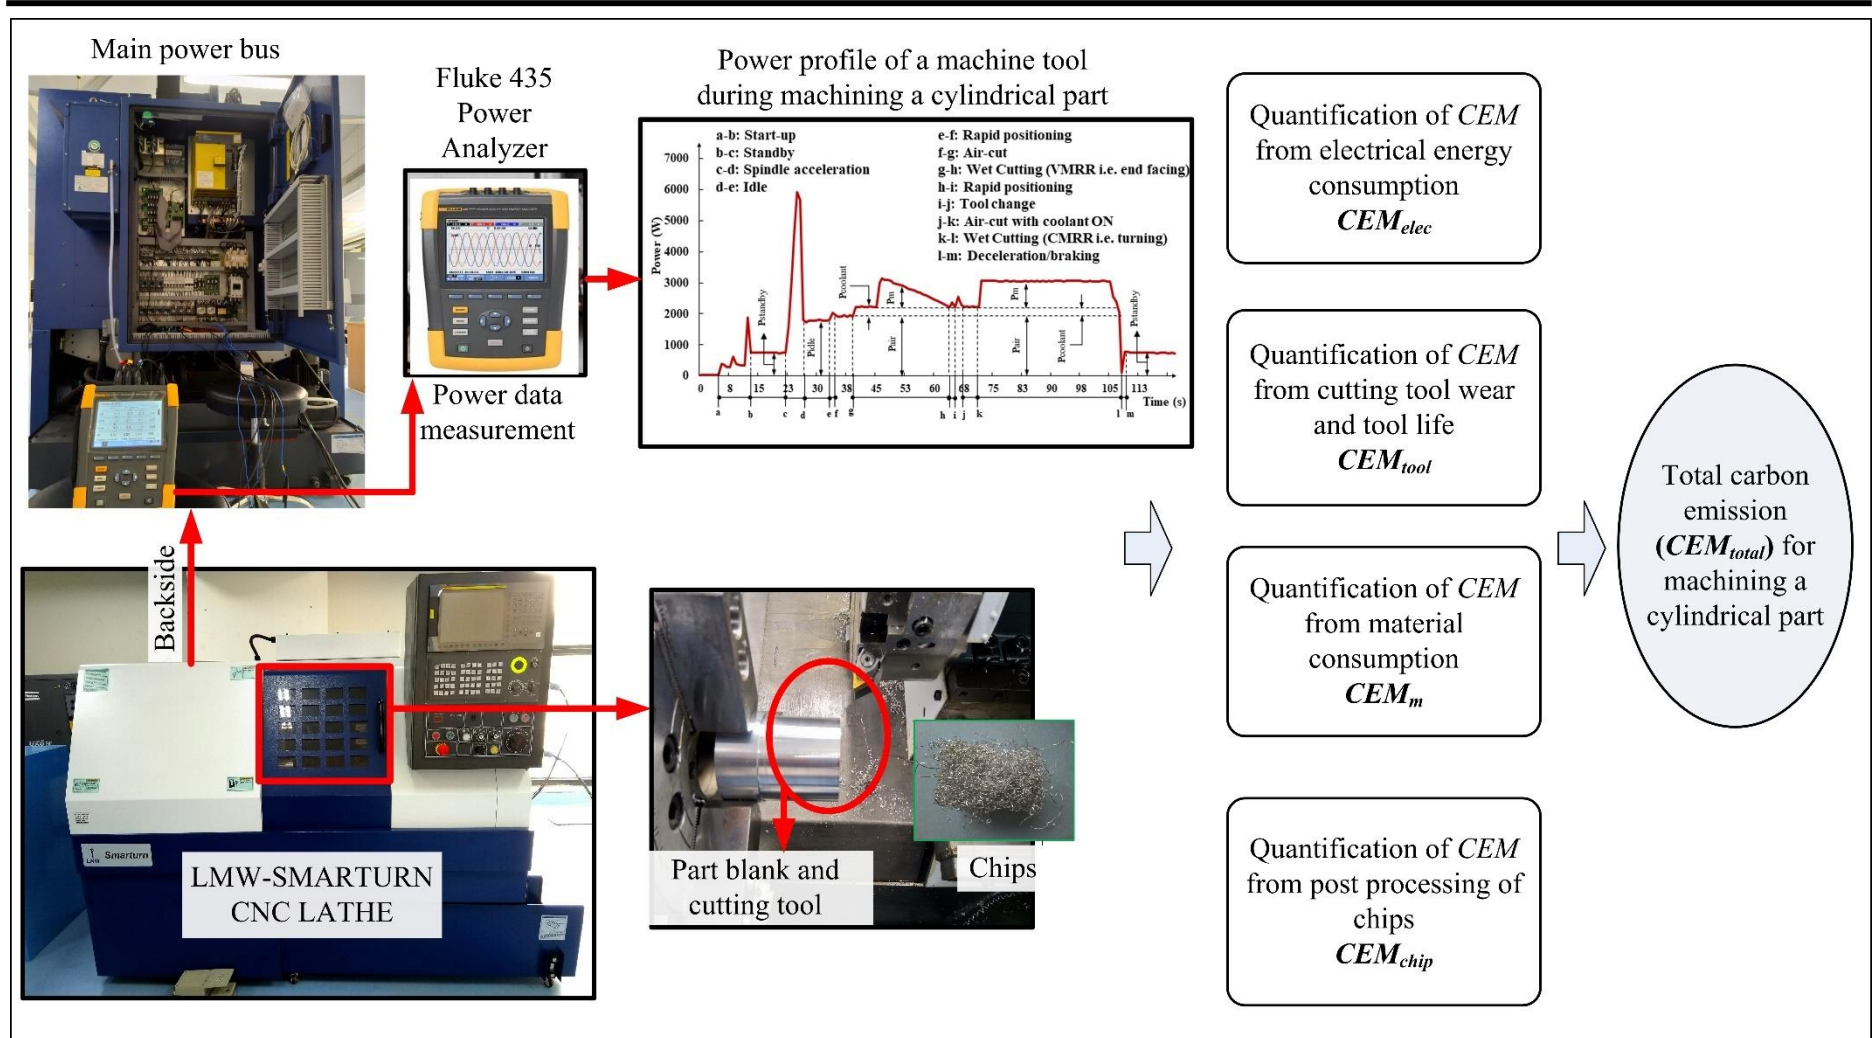 Main power bus
Fluke 435
Power
Analyzer
Power data
measurement
Power profile of a machine tool
during machining a cylindrical part
a-b: Start-up
b-c: Standby
c-d: Spindle acceleration
d-e: Idle
e-f: Rapid positioning
f-g: Air-cut
g-h: Wet Cutting (VMRR i.e. end facing)
h-i: Rapid positioning
i-j: Tool change
j-k: Air-cut with coolant ON
k-l: Wet Cutting (CMRR i.e. turning)
l-m: Deceleration/braking
Power (W)
7000
6000
5000
4000
3000
2000
1000
0
Pstandby
Pidle
Pcoolant
Pair
Pm
Pair
Pm
Pcoolant
Pstandby
0 8 15 23 30 38 45 53 60 68 75 83 90 98 105 113
Time (s)
a b c d e f g h i j k l m
Backside
Smarturn
LMW-SMARTURN
CNC LATHE
Part blank and
cutting tool
Chips
Quantification of CEM
from electrical energy
consumption
CEMelec
Quantification of CEM
from cutting tool wear
and tool life
CEMtool
Quantification of CEM
from material
consumption
CEMm
Quantification of CEM
from post processing of
chips
CEMchip
Total carbon
emission
(CEMtotal) for
machining a
cylindrical part